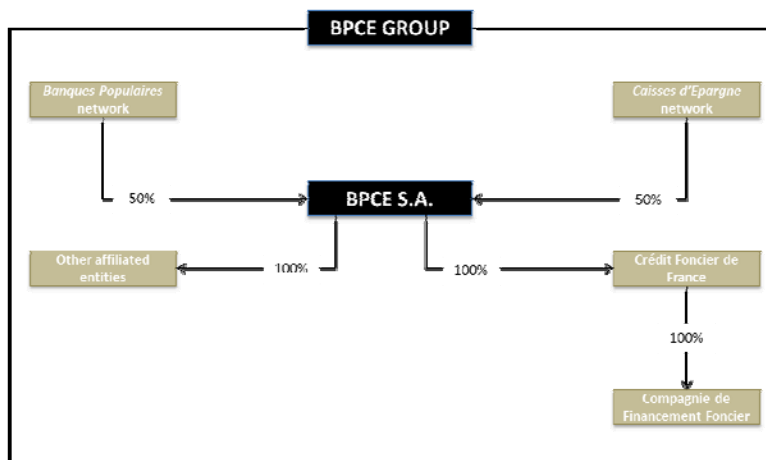 BPCE GROUP
Banques Populaires
network
Caisses d'Epargne
network
50%
BPCE S.A.
50%
Other affiliated
entities
100%
100%
Crédit Foncier de
France
100%
Compagnie de
Financement Foncier